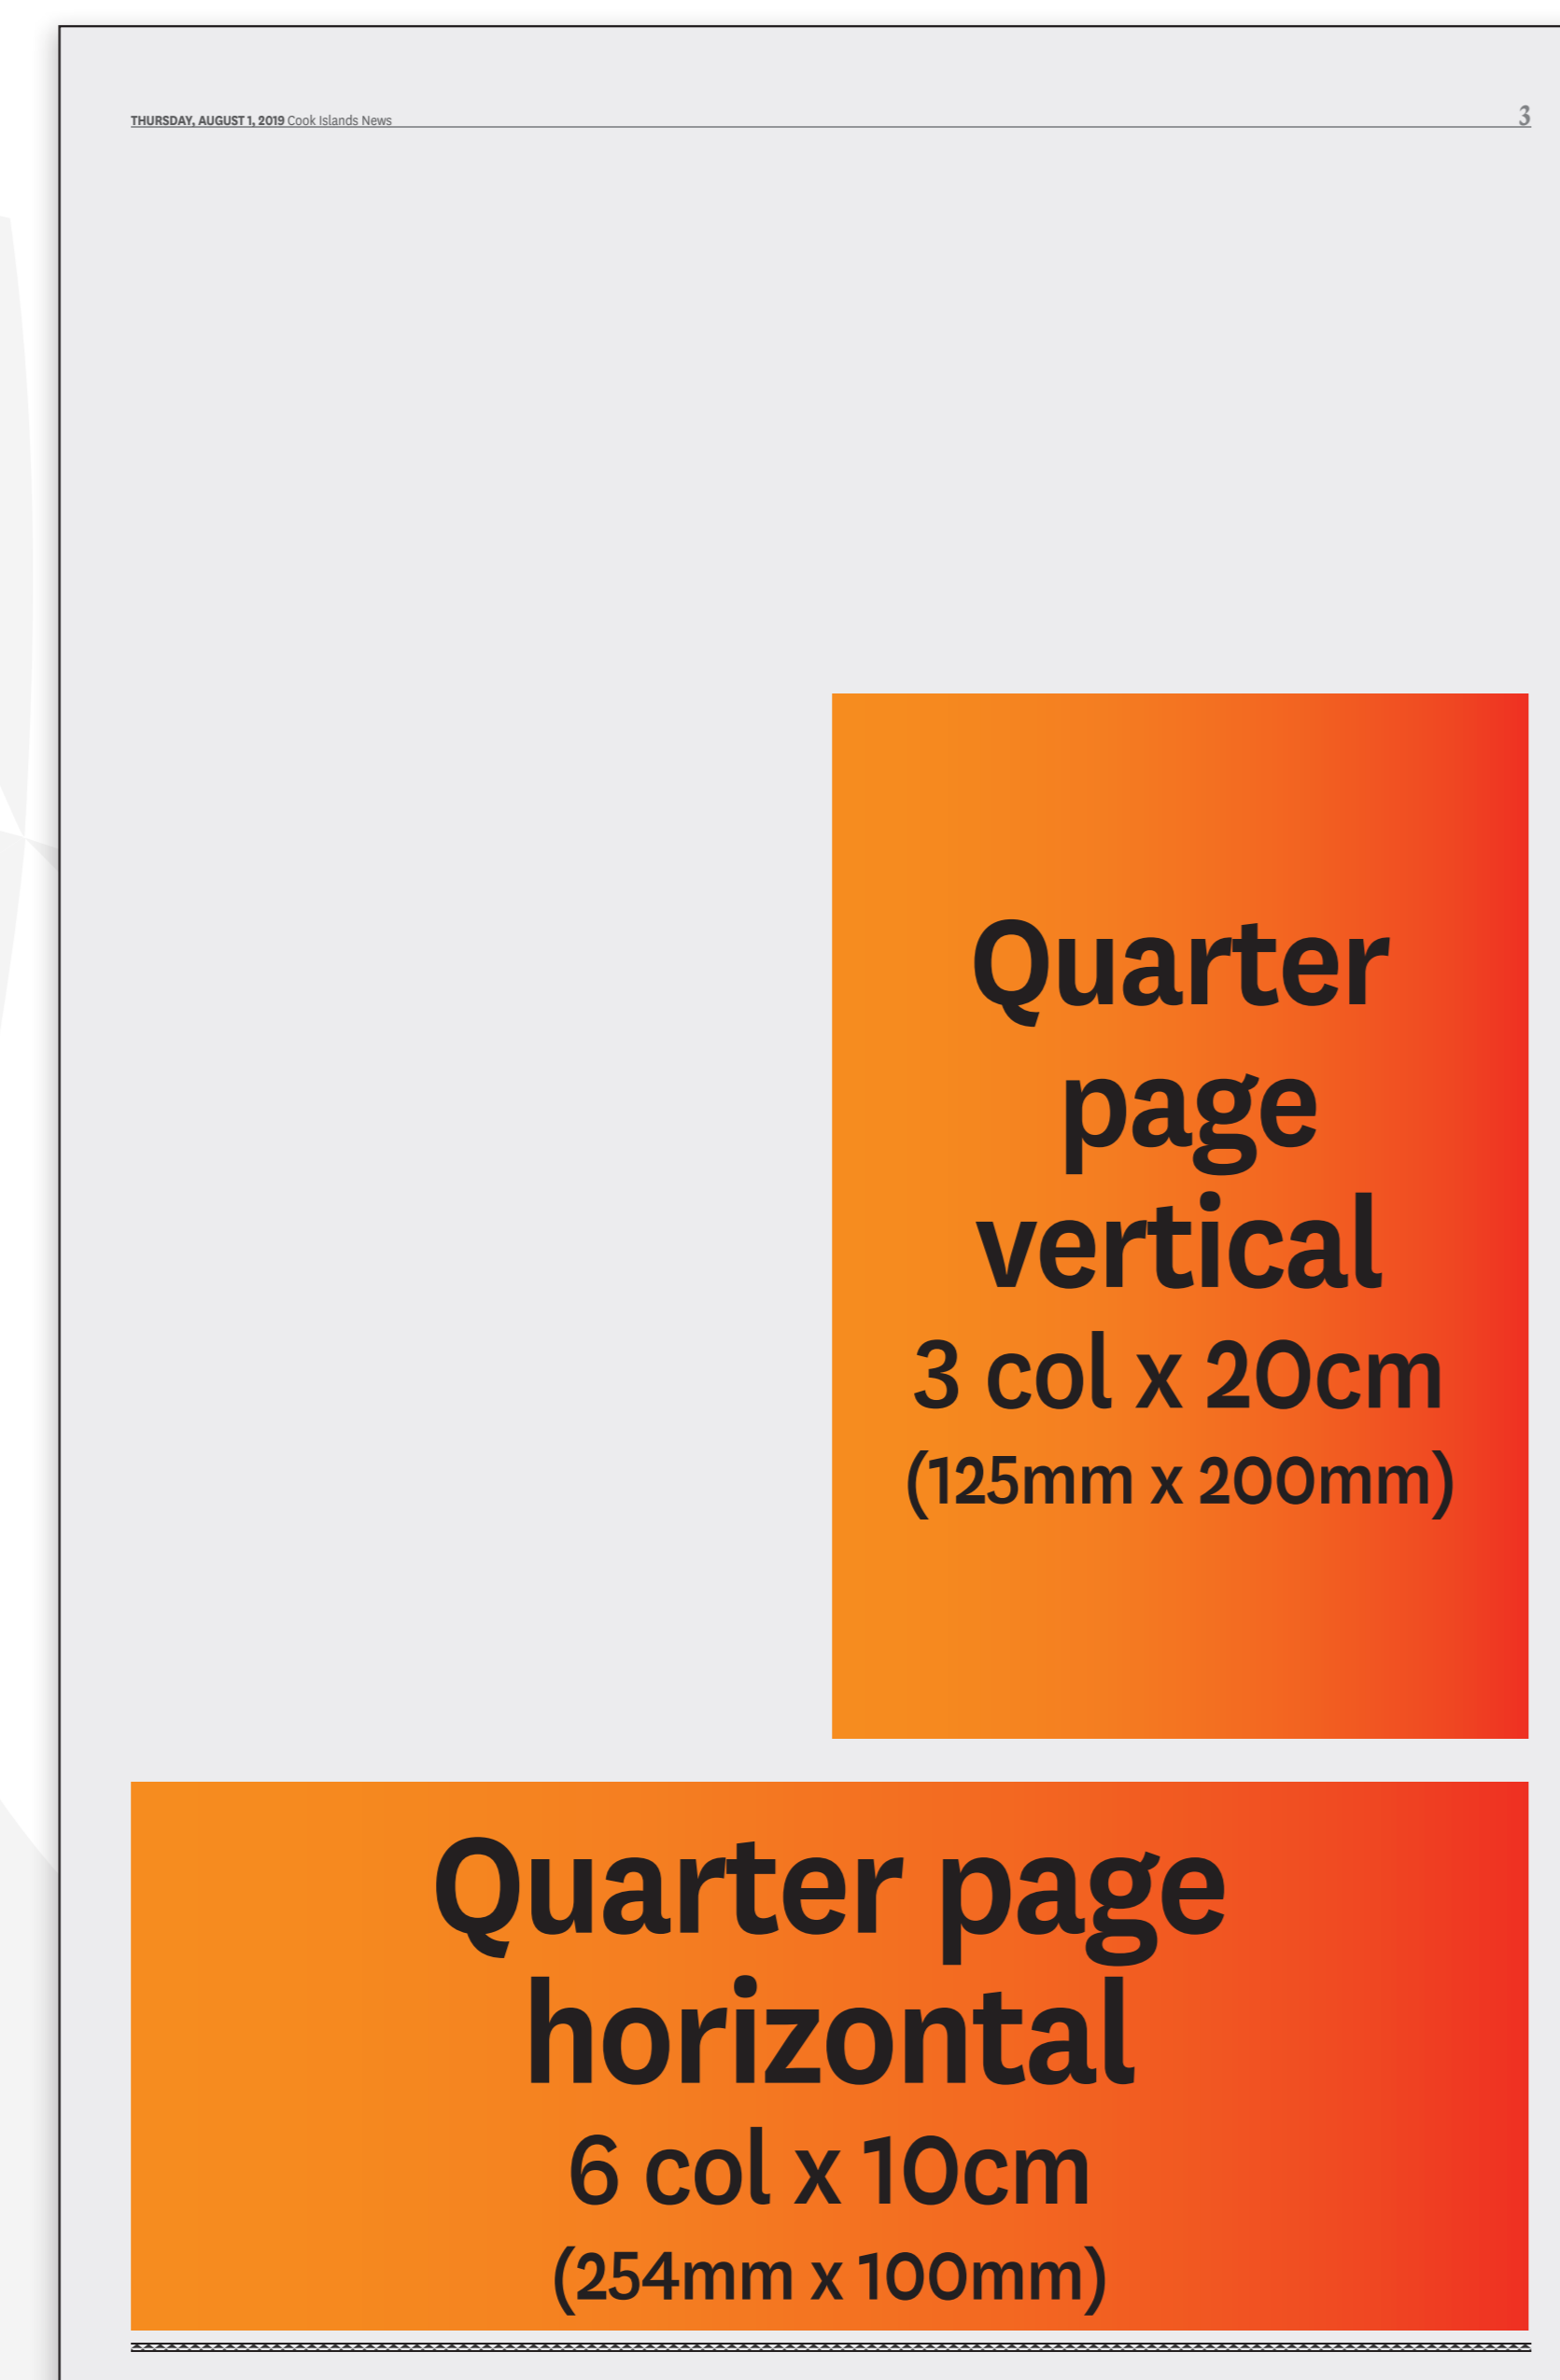 THURSDAY, AUGUST 1, 2019 Cook Islands News 3
Quarter
page
vertical
3 col x 20cm
(125mm x 200mm)
Quarter page
horizontal
6 col x 10cm
(254mm x 100mm)